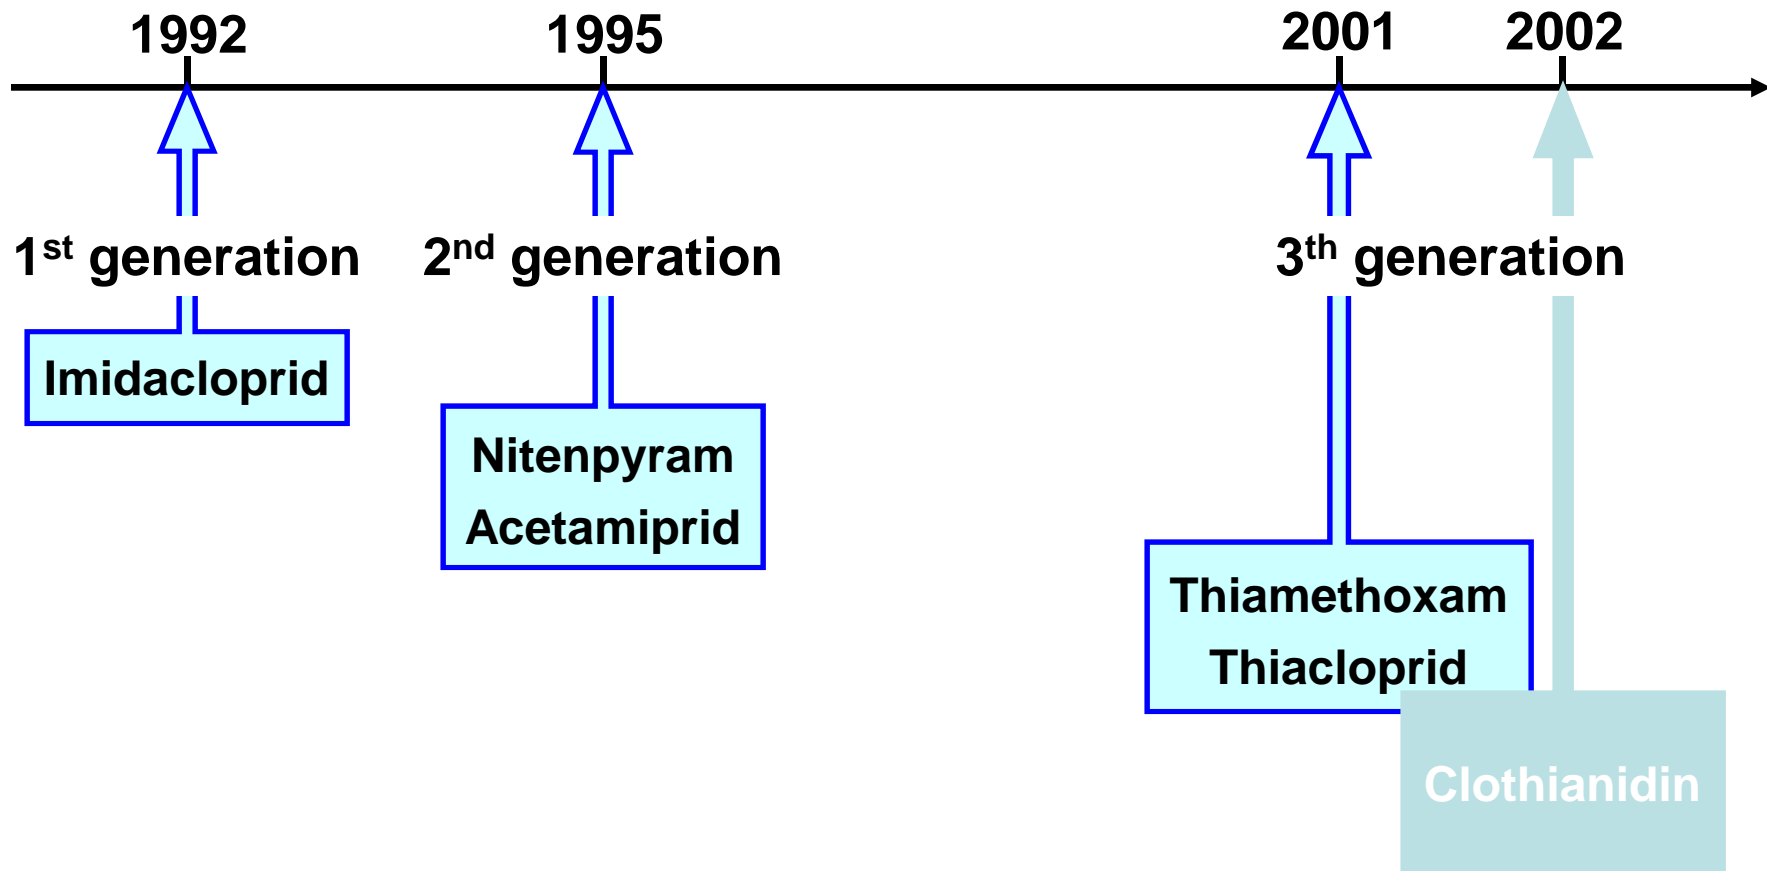 1992 1995 2001 2002
1st generation 2nd generation 3th generation
Imidacloprid
Nitenpyram
Acetamiprid
Thiamethoxam
Thiacloprid
Clothianidin